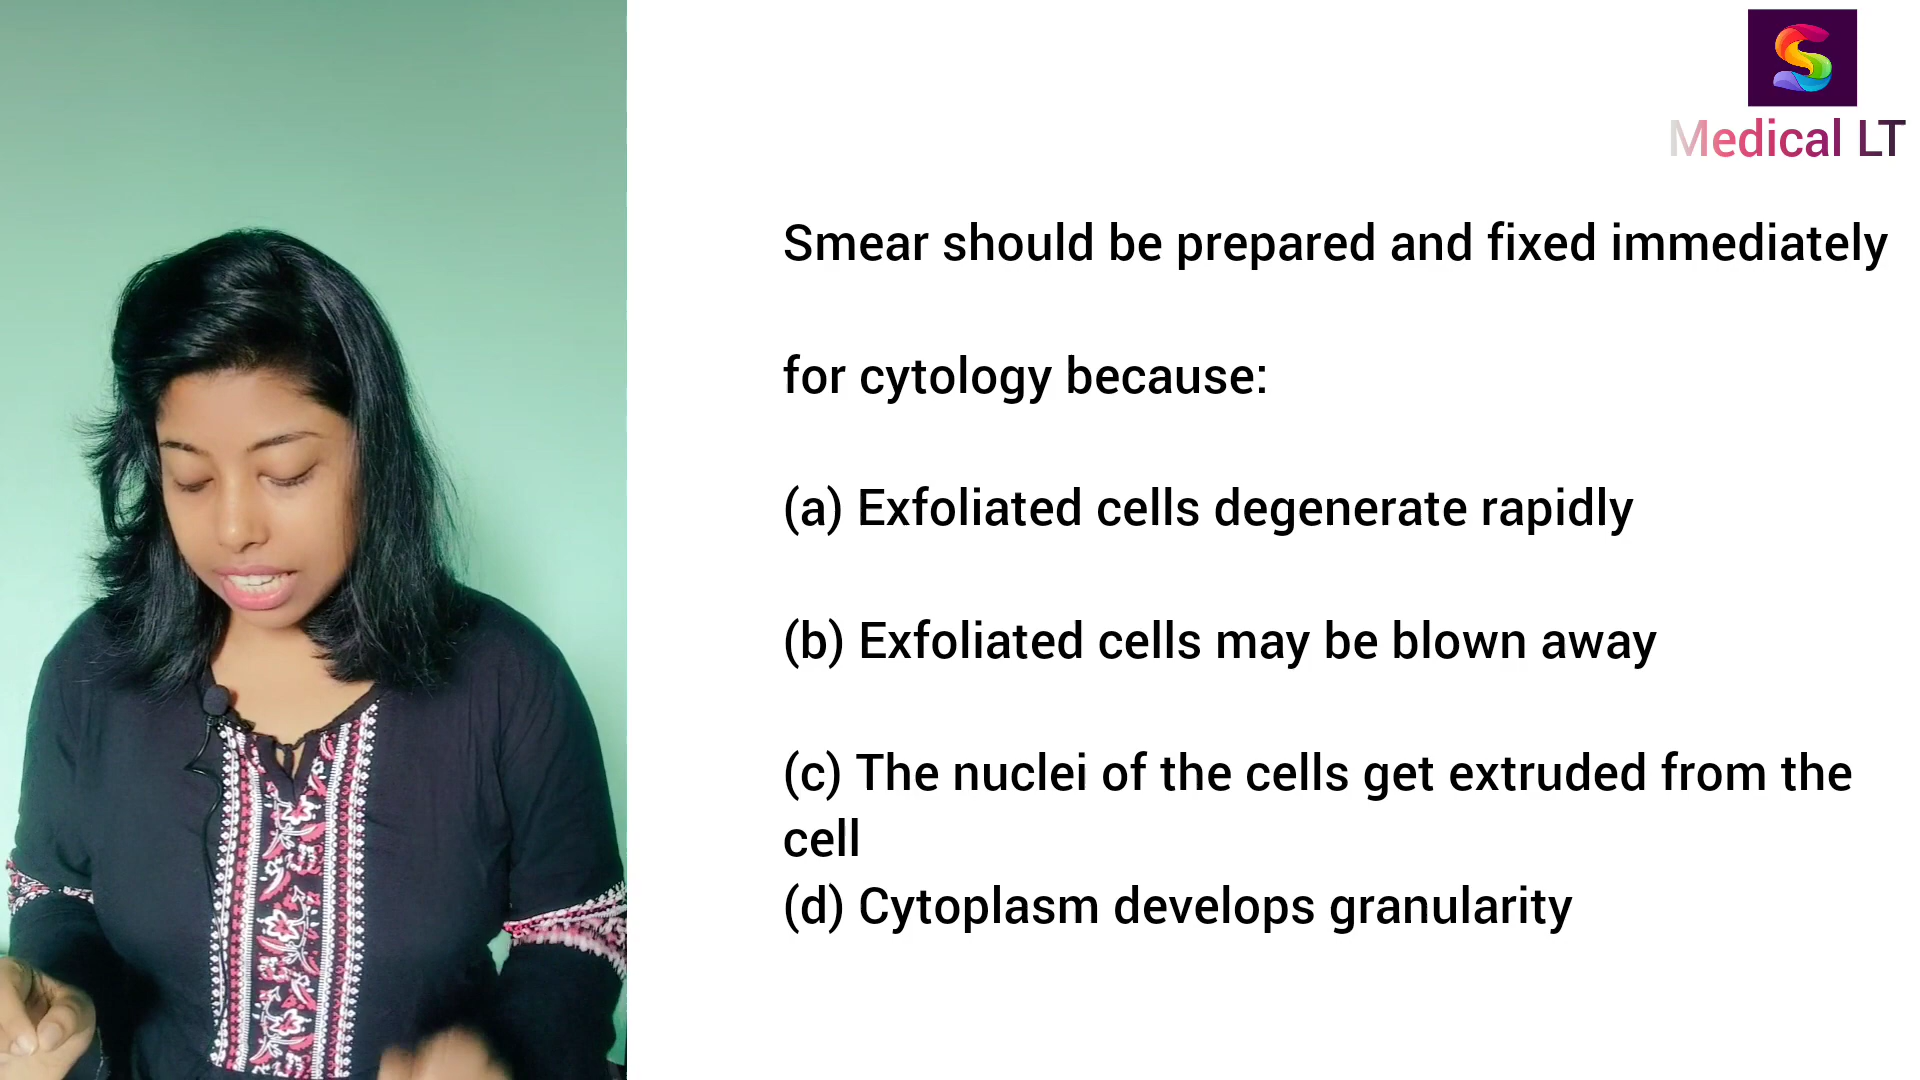 Medical LT
Smear should be prepared and fixed immediately
for cytology because:
(a) Exfoliated cells degenerate rapidly
(b) Exfoliated cells may be blown away
(c) The nuclei of the cells get extruded from the
cell
(d) Cytoplasm develops granularity